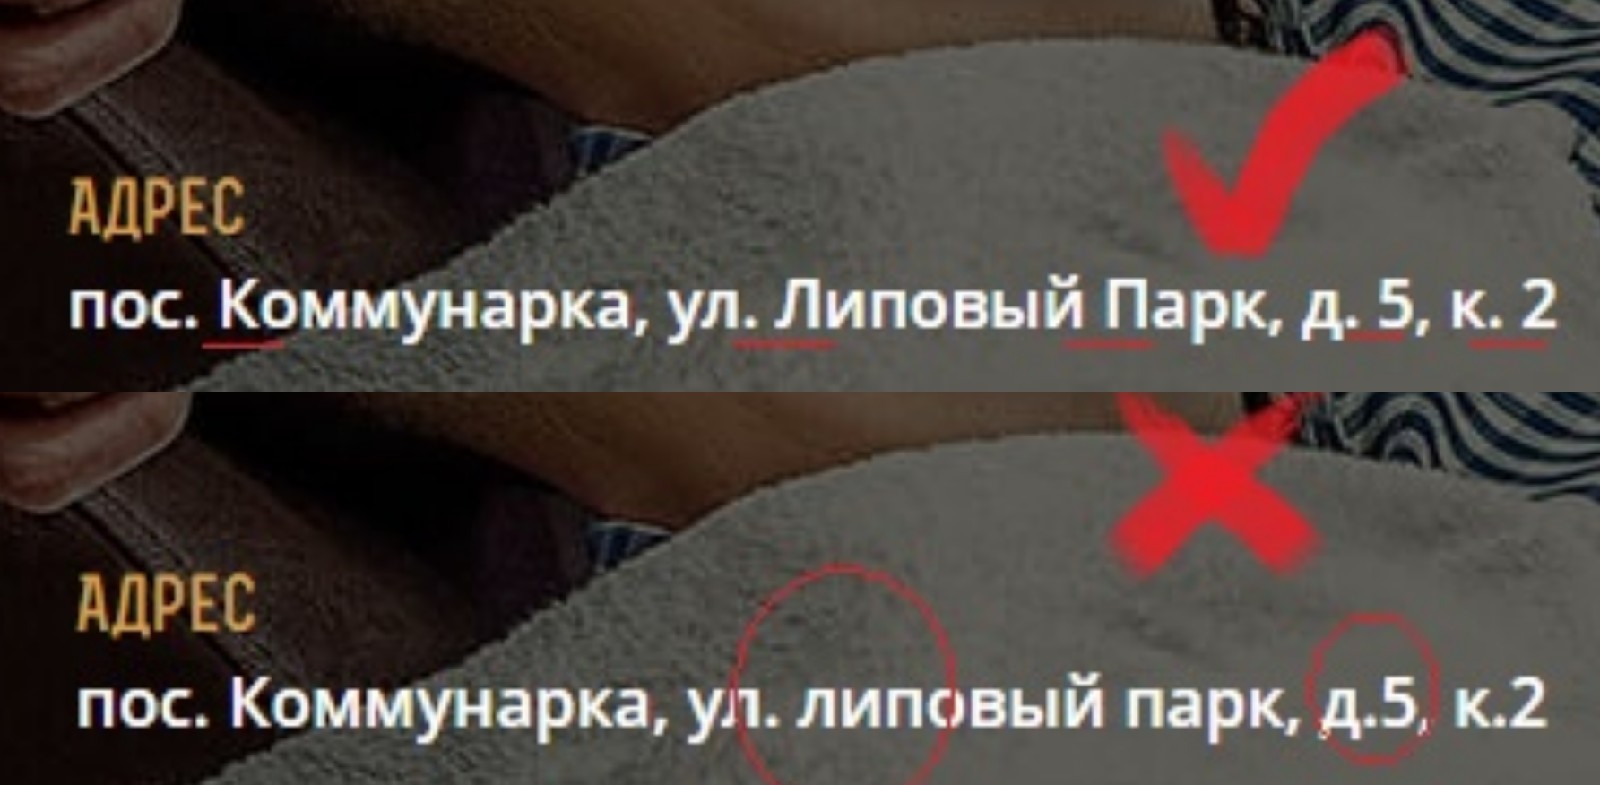 АДРЕС
пос. Коммунарка, ул. Липовый Парк, д. 5, к. 2
АДРЕС
пос. Коммунарка, ул. липовый парк, д.5, к.2